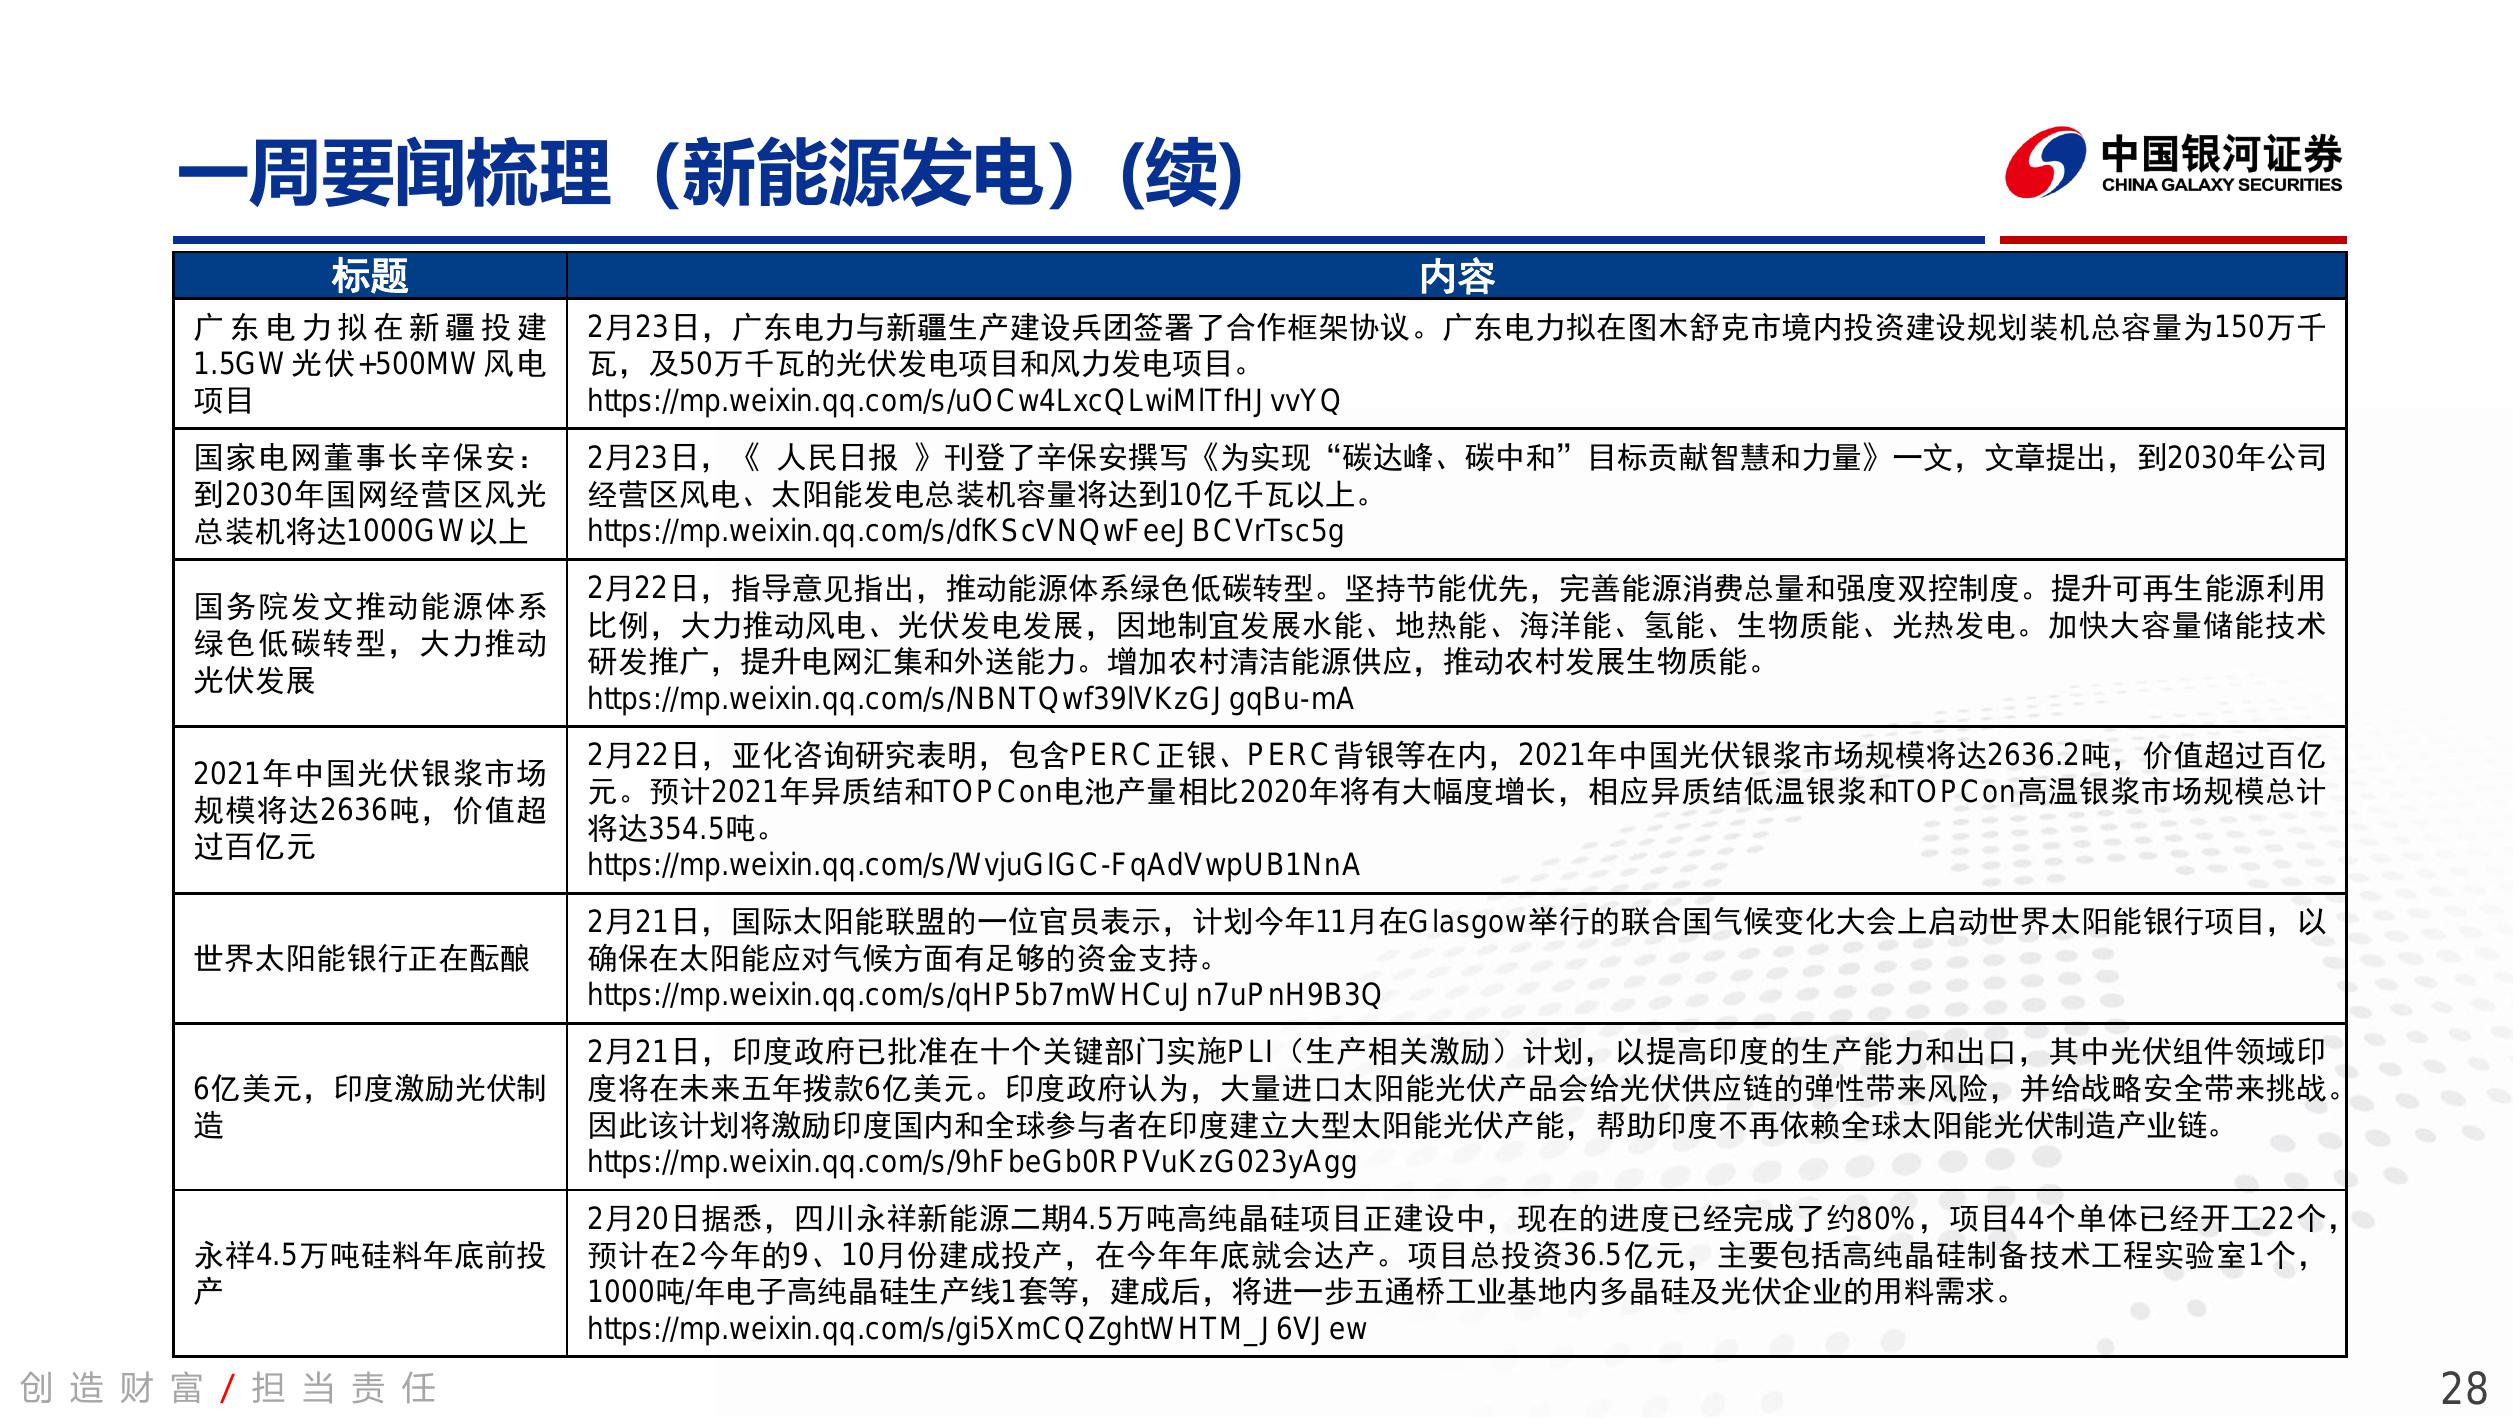 一周要闻梳理（新能源发电）(续)
中国银河证券
CHINA GALAXY SECURITIES
标题
内容
广东电力拟在新疆投建
1.5GW光伏+500MW风电
项目
2月23日，广东电力与新疆生产建设兵团签署了合作框架协议。广东电力拟在图木舒克市境内投资建设规划装机总容量为150万千
瓦，及50万千瓦的光伏发电项目和风力发电项目。
https://mp.weixin.qq.com/s/uOCw4LxcQLwiMlTfHJvvYQ
国家电网董事长辛保安：
到2030年国网经营区风光
总装机将达1000GW以上
2月23日，《 人民日报 》刊登了辛保安撰写《为实现“碳达峰、碳中和”目标贡献智慧和力量》一文，文章提出，到2030年公司
经营区风电、太阳能发电总装机容量将达到10亿千瓦以上。
https://mp.weixin.qq.com/s/dfKScVNQwFeeJBCVrTsc5g
国务院发文推动能源体系
绿色低碳转型，大力推动
光伏发展
2月22日，指导意见指出，推动能源体系绿色低碳转型。坚持节能优先，完善能源消费总量和强度双控制度。提升可再生能源利用
比例，大力推动风电、光伏发电发展，因地制宜发展水能、地热能、海洋能、氢能、生物质能、光热发电。加快大容量储能技术
研发推广，提升电网汇集和外送能力。增加农村清洁能源供应，推动农村发展生物质能。
https://mp.weixin.qq.com/s/NBNTQwf39lVKzGJgqBu-mA
2021年中国光伏银浆市场
规模将达2636吨，价值超
过百亿元
2月22日，亚化咨询研究表明，包含PERC正银、PERC背银等在内，2021年中国光伏银浆市场规模将达2636.2吨，价值超过百亿
元。预计2021年异质结和TOPCon电池产量相比2020年将有大幅度增长，相应异质结低温银浆和TOPCon高温银浆市场规模总计
将达354.5吨。
https://mp.weixin.qq.com/s/WvjuGlGC-FqAdVwpUB1NnA
世界太阳能银行正在酝酿
2月21日，国际太阳能联盟的一位官员表示，计划今年11月在Glasgow举行的联合国气候变化大会上启动世界太阳能银行项目，以
确保在太阳能应对气候方面有足够的资金支持。
https://mp.weixin.qq.com/s/qHP5b7mWHCuJn7uPnH9B3Q
6亿美元，印度激励光伏制
造
2月21日，印度政府已批准在十个关键部门实施PLI（生产相关激励）计划，以提高印度的生产能力和出口，其中光伏组件领域印
度将在未来五年拨款6亿美元。印度政府认为，大量进口太阳能光伏产品会给光伏供应链的弹性带来风险，并给战略安全带来挑战。
因此该计划将激励印度国内和全球参与者在印度建立大型太阳能光伏产能，帮助印度不再依赖全球太阳能光伏制造产业链。
https://mp.weixin.qq.com/s/9hFbeGb0RPVuKzG023yAgg
永祥4.5万吨硅料年底前投
产
2月20日据悉，四川永祥新能源二期4.5万吨高纯晶硅项目正建设中，现在的进度已经完成了约80%，项目44个单体已经开工22个，
预计在2今年的9、10月份建成投产，在今年年底就会达产。项目总投资36.5亿元，主要包括高纯晶硅制备技术工程实验室1个，
1000吨/年电子高纯晶硅生产线1套等，建成后，将进一步五通桥工业基地内多晶硅及光伏企业的用料需求。
https://mp.weixin.qq.com/s/gi5XmCQZghtWHTM_J6VJew
创造财富/担当责任
28